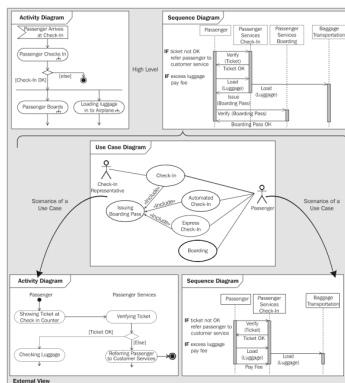 Activity Diagram
Passenger Arrives
at Check-In
Passenger Checks In
[Check-In OK]
[else]
Passenger Boards
Loading Luggage
in to Airplane
High Level
Sequence Diagram
Passenger
Passenger
Services
Check-In
Passenger
Services
Boarding
Baggage
Transportation
IF ticket not OK
refer passenger to
customer service
IF excess luggage
pay fee
Verify
(Ticket)
Ticket OK
Load
(Luggage)
Load
(Luggage)
Issue
(Boarding Pass)
Verify (Boarding Pass)
Boarding Pass OK
Use Case Diagram
Check-In
Representative
Check-In
Issuing
Boarding Pass
Automated
Check-In
Express
Check-In
Boarding
«Include»
«Include»
«Include»
Passenger
Scenarios of a
Use Case
Scenarios of a
Use Case
Activity Diagram
Passenger
Passenger Services
Showing Ticket at
Check in Counter
Verifying Ticket
[Ticket OK]
[Else]
Checking Luggage
Referring Passenger
to Customer Services
Sequence Diagram
Passenger
Passenger
Services
Check-In
Baggage
Transportation
IF ticket not OK
refer passenger to
customer service
IF excess luggage
pay fee
Verify
(Ticket)
Ticket OK
Load
(Luggage)
Load
(Luggage)
Pay Fee
External View